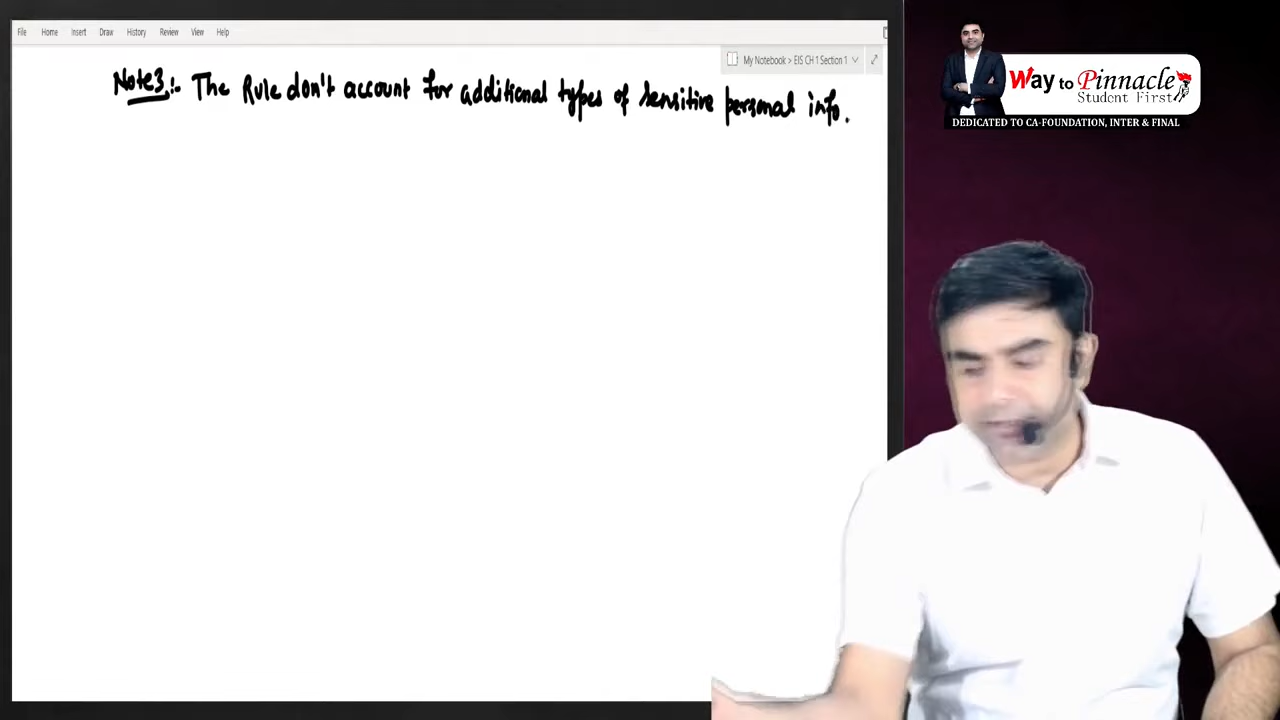 File Home Insert Draw History Review View Help
My Notebook > EIS CH 1 Section 1
Note3:- The Rule don't account for additional types of sensitive personal info.
Way to Pinnacle
Student First
DEDICATED TO CA-FOUNDATION, INTER & FINAL